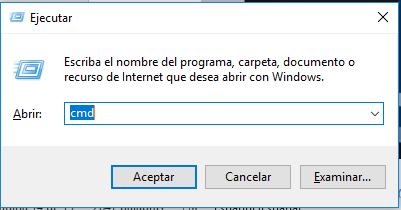 Ejecutar
Escriba el nombre del programa, carpeta, documento o
recurso de Internet que desea abrir con Windows.
Abrir:
cmd
Aceptar
Cancelar
Examinar...